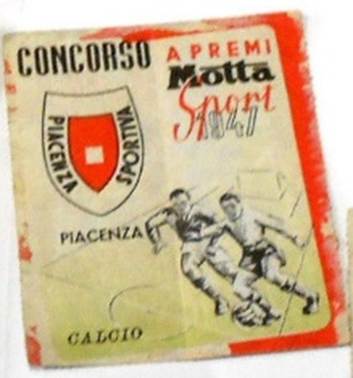 CONCORSO A PREMI
Motta
Sport
1947
PIACENZA SPORTIVA
PIACENZA
CALCIO